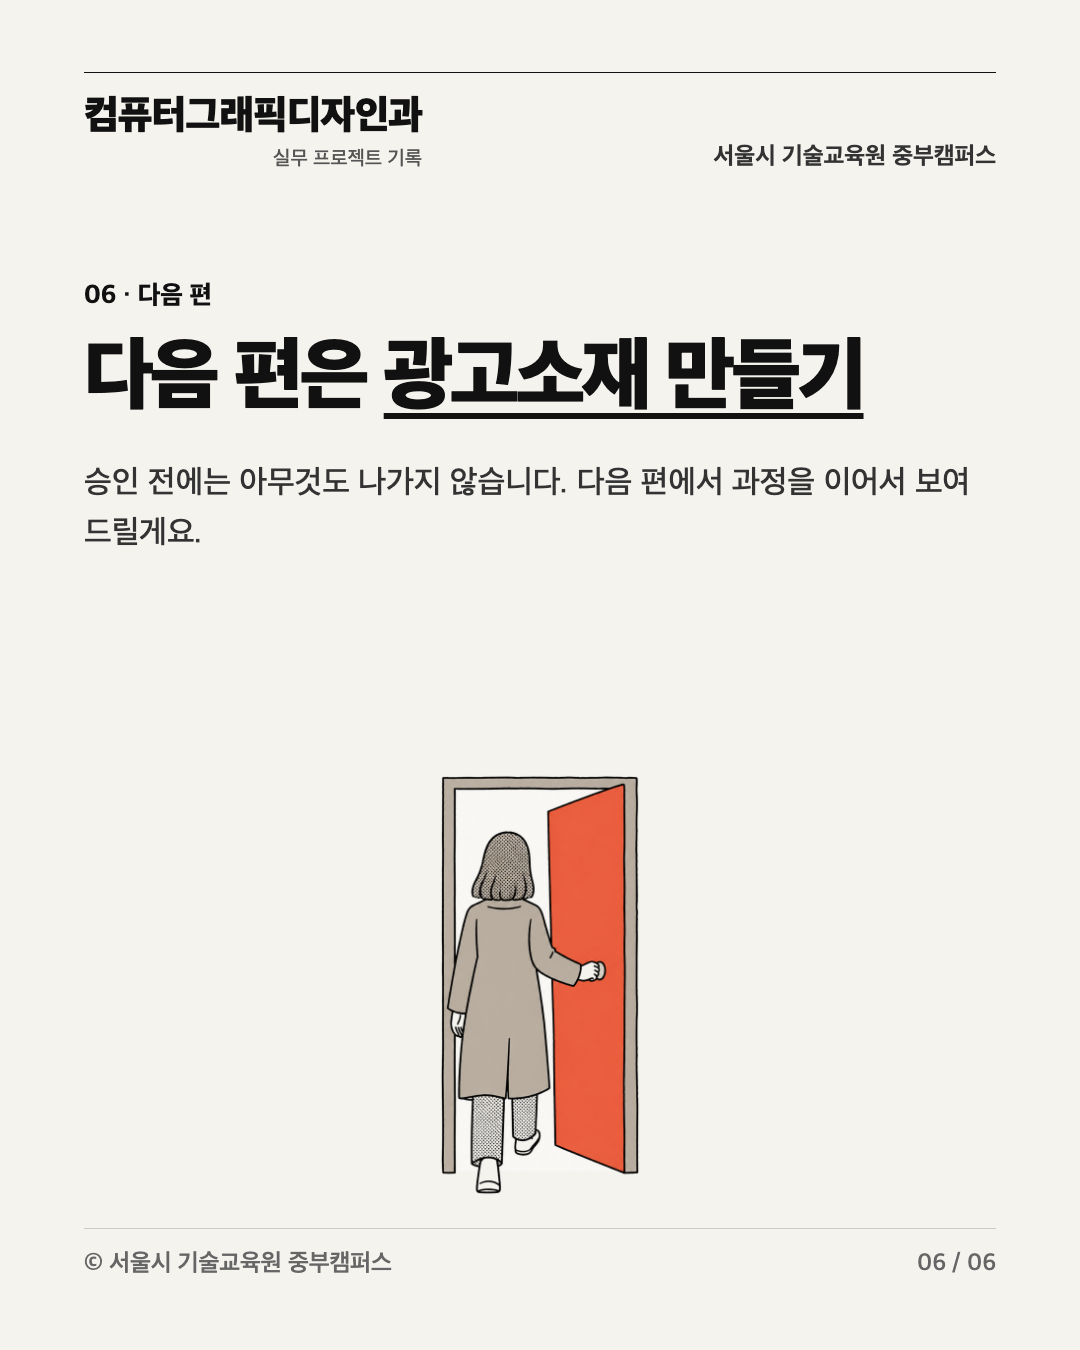 컴퓨터그래픽디자인과
실무 프로젝트 기록
서울시 기술교육원 중부캠퍼스
06 · 다음 편
다음 편은 광고소재 만들기
승인 전에는 아무것도 나가지 않습니다. 다음 편에서 과정을 이어서 보여
드릴게요.
© 서울시 기술교육원 중부캠퍼스
06 / 06